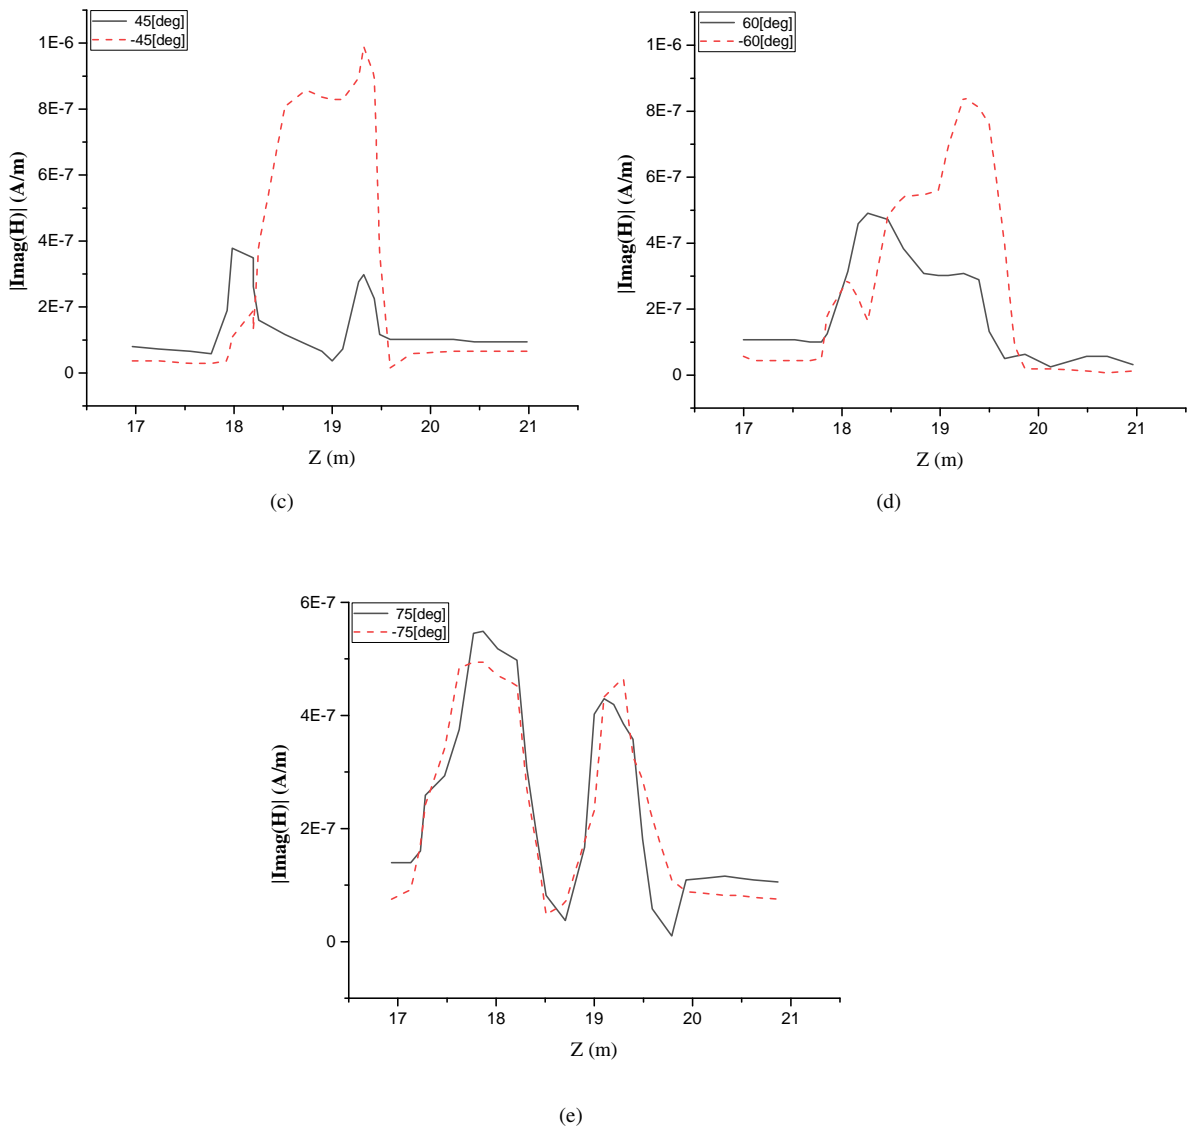 45[deg]
-45[deg]
1E-6
8E-7
6E-7
4E-7
2E-7
0
|Imag(H)| (A/m)
17 18 19 20 21
Z (m)
(c)
60[deg]
-60[deg]
1E-6
8E-7
6E-7
4E-7
2E-7
0
|Imag(H)| (A/m)
17 18 19 20 21
Z (m)
(d)
75[deg]
-75[deg]
6E-7
4E-7
2E-7
0
|Imag(H)| (A/m)
17 18 19 20 21
Z (m)
(e)